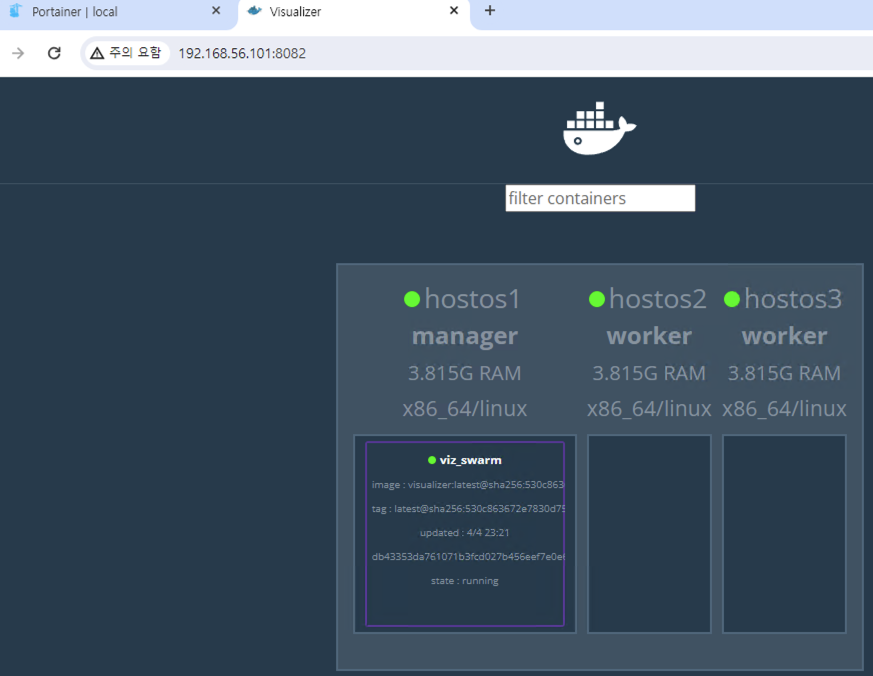 Portainer | local
Visualizer
주의 요함
192.168.56.101:8082
filter containers
hostos1
manager
3.815G RAM
x86_64/linux
hostos2
worker
3.815G RAM
x86_64/linux
hostos3
worker
3.815G RAM
x86_64/linux
viz_swarm
image : visualizer:latest@sha256:530c863
tag : latest@sha256:530c863672e7830d75
updated : 4/4 23:21
db43353da761071b3fcd027b456eef7e0e
state : running